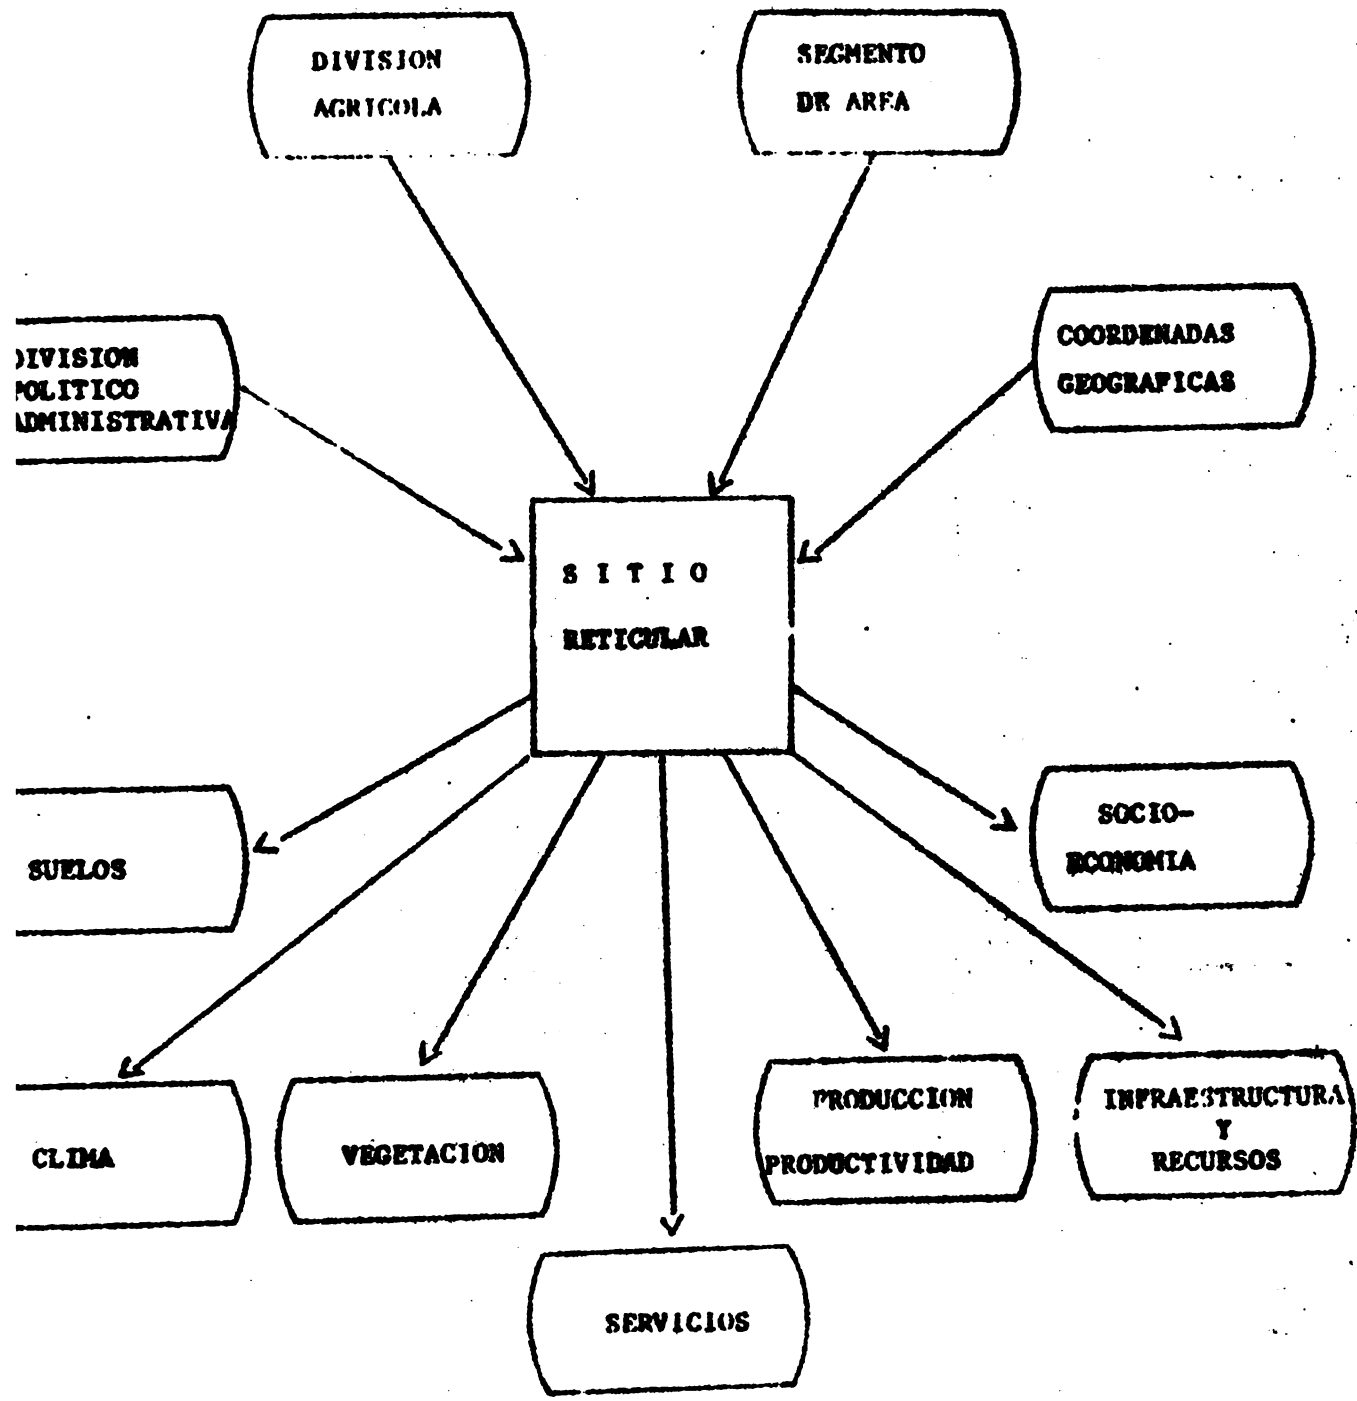 DIVISION
AGRICOLA
SEGMENTO
DE AREA
DIVISION
POLITICO
ADMINISTRATIVA
COORDENADAS
GEOGRAFICAS
S I T I O
RETICULAR
SOCIO-
ECONOMIA
SUELOS
PRODUCCION
PRODUCTIVIDAD
INFRAESTRUCTURA
Y
RECURSOS
CLIMA
VEGETACION
SERVICIOS